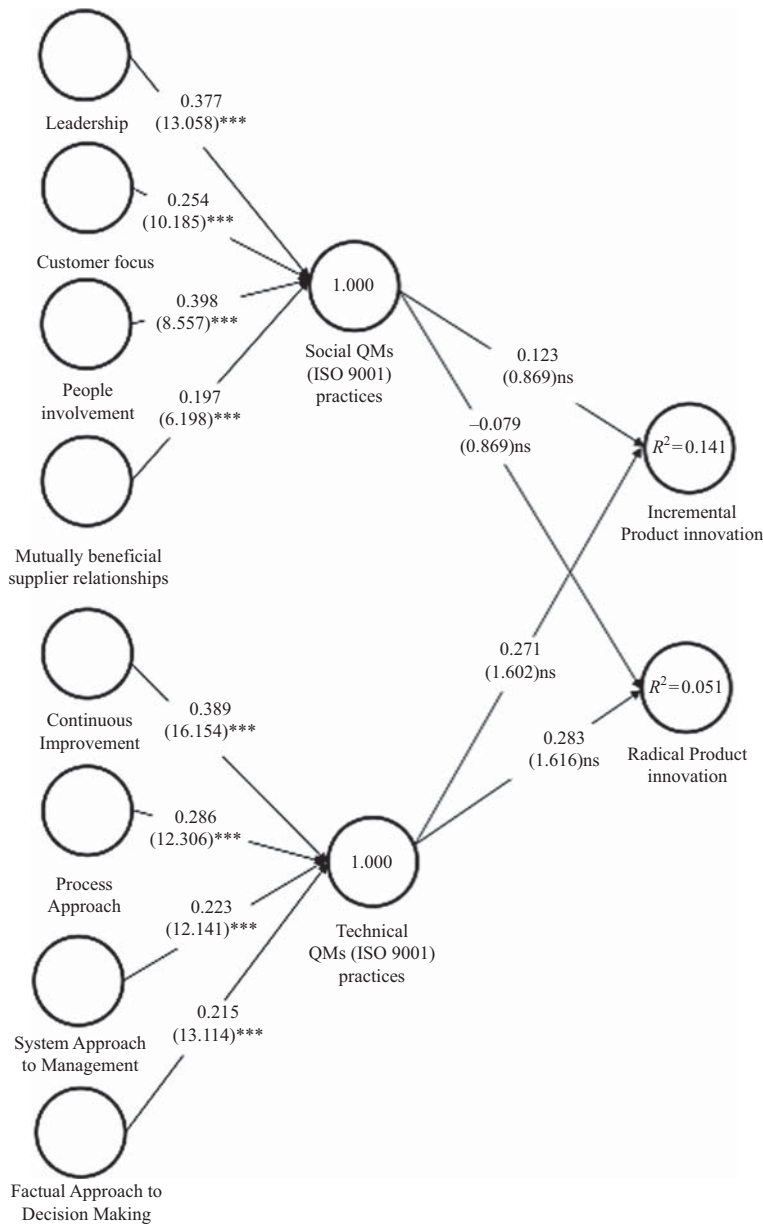 0.377
(13.058)***
Leadership
0.254
(10.185)***
Customer focus
0.398
(8.557)***
People
involvement
0.197
(6.198)***
Mutually beneficial
supplier relationships
1.000
Social QMs
(ISO 9001)
practices
0.123
(0.869)ns
–0.079
(0.869)ns
R²=0.141
Incremental
Product innovation
0.271
(1.602)ns
R²=0.051
Radical Product
innovation
0.283
(1.616)ns
Continuous
Improvement
0.389
(16.154)***
Process
Approach
0.286
(12.306)***
1.000
Technical
QMs (ISO 9001)
practices
0.223
(12.141)***
System Approach
to Management
0.215
(13.114)***
Factual Approach to
Decision Making